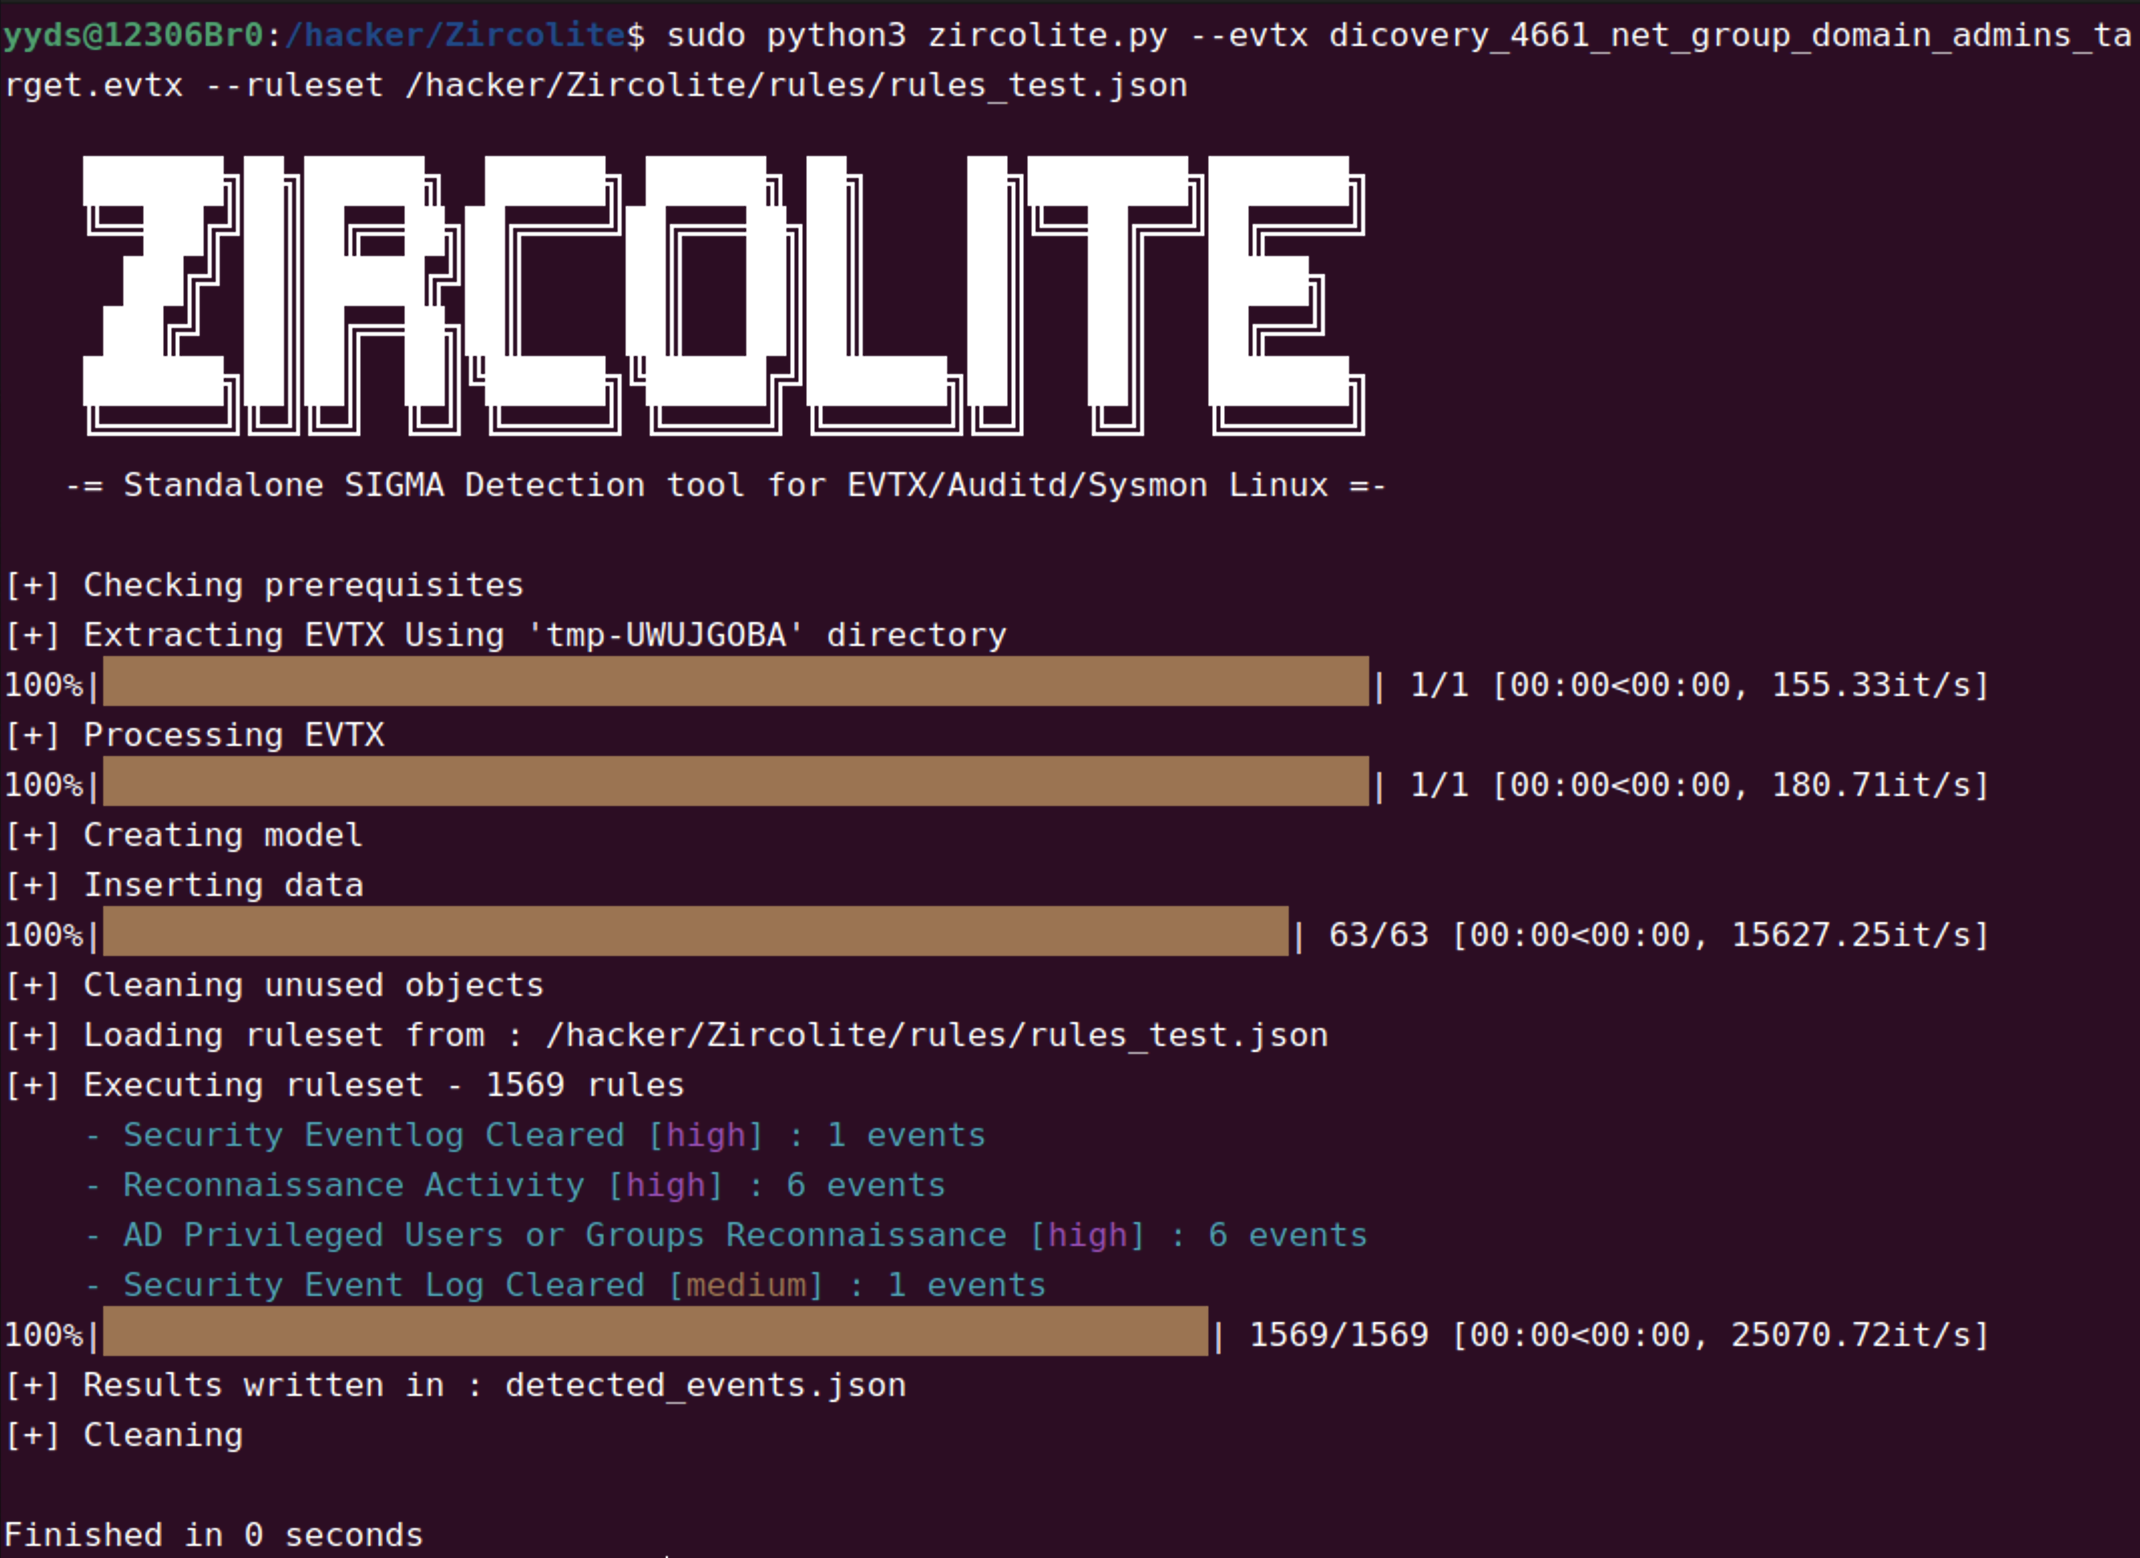 yyds@12306Br0:/hacker/Zircolite$ sudo python3 zircolite.py --evtx dicovery_4661_net_group_domain_admins_ta
rget.evtx --ruleset /hacker/Zircolite/rules/rules_test.json
ZIRCOLITE
-= Standalone SIGMA Detection tool for EVTX/Auditd/Sysmon Linux =-
[+] Checking prerequisites
[+] Extracting EVTX Using 'tmp-UWUJGOBA' directory
100%| | 1/1 [00:00<00:00, 155.33it/s]
[+] Processing EVTX
100%| | 1/1 [00:00<00:00, 180.71it/s]
[+] Creating model
[+] Inserting data
100%| | 63/63 [00:00<00:00, 15627.25it/s]
[+] Cleaning unused objects
[+] Loading ruleset from : /hacker/Zircolite/rules/rules_test.json
[+] Executing ruleset - 1569 rules
- Security Eventlog Cleared [high] : 1 events
- Reconnaissance Activity [high] : 6 events
- AD Privileged Users or Groups Reconnaissance [high] : 6 events
- Security Event Log Cleared [medium] : 1 events
100%| | 1569/1569 [00:00<00:00, 25070.72it/s]
[+] Results written in : detected_events.json
[+] Cleaning
Finished in 0 seconds